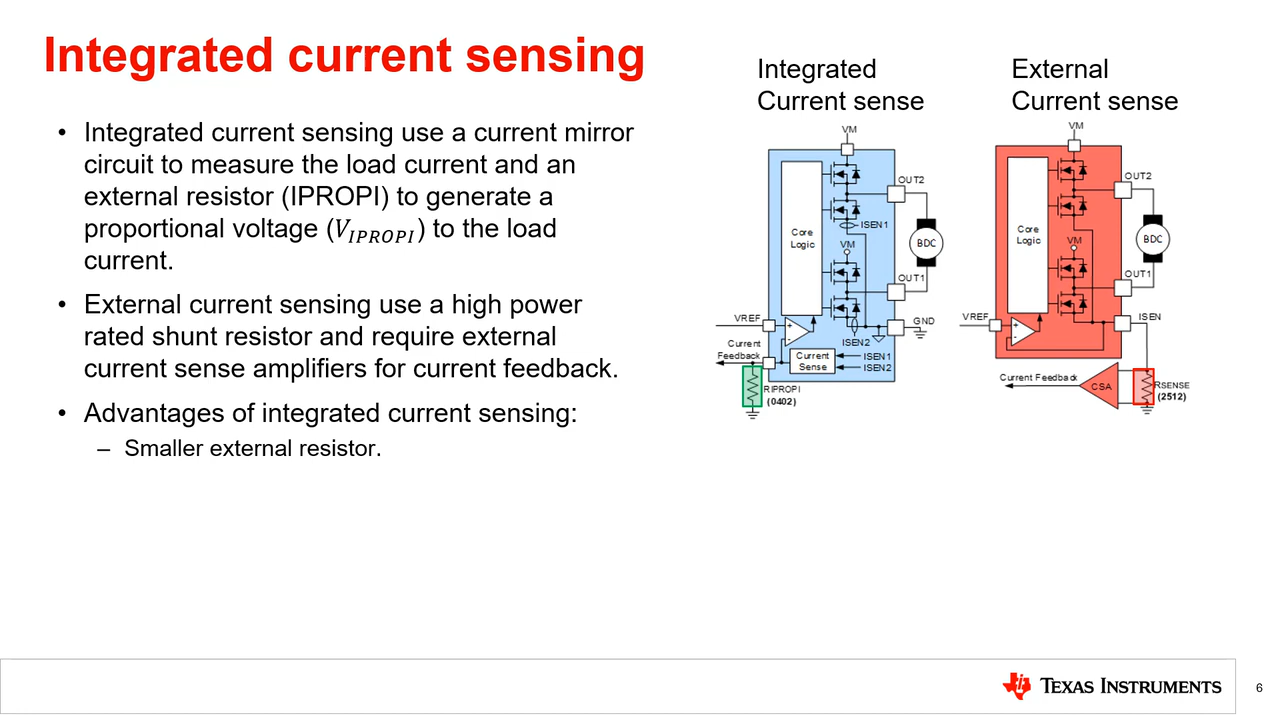 Integrated current sensing
• Integrated current sensing use a current mirror
circuit to measure the load current and an
external resistor (IPROPI) to generate a
proportional voltage (V_IPROPI) to the load
current.
• External current sensing use a high power
rated shunt resistor and require external
current sense amplifiers for current feedback.
• Advantages of integrated current sensing:
– Smaller external resistor.
Integrated
Current sense
VM
OUT2
ISEN1
Core
Logic
VM
BDC
OUT1
VREF
+
-
GND
ISEN2
Current
Feedback
Current
Sense
ISEN1
ISEN2
RIPROPI
(0402)
External
Current sense
VM
OUT2
Core
Logic
VM
BDC
OUT1
VREF
+
-
ISEN
Current Feedback
CSA
RSENSE
(2512)
TEXAS INSTRUMENTS
6